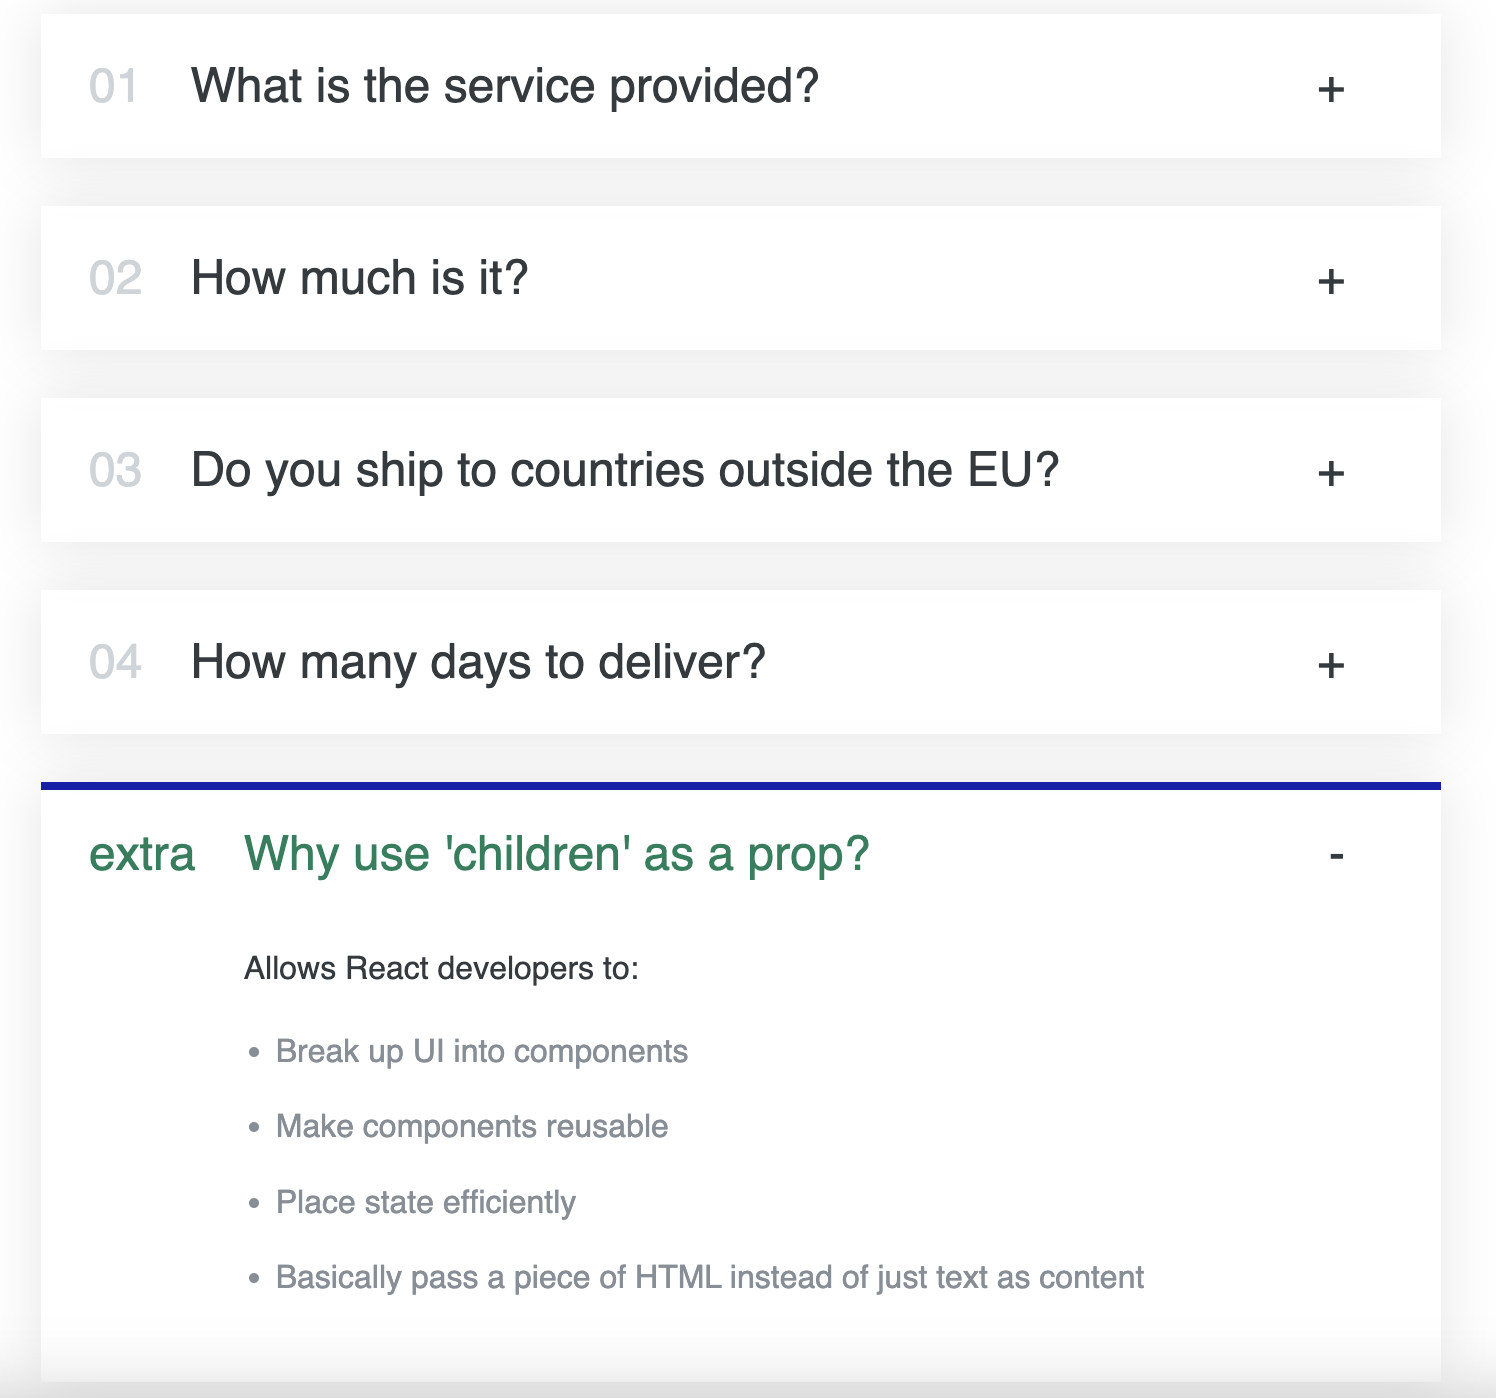 01 What is the service provided? +
02 How much is it? +
03 Do you ship to countries outside the EU? +
04 How many days to deliver? +
extra Why use 'children' as a prop? -
Allows React developers to:
• Break up UI into components
• Make components reusable
• Place state efficiently
• Basically pass a piece of HTML instead of just text as content